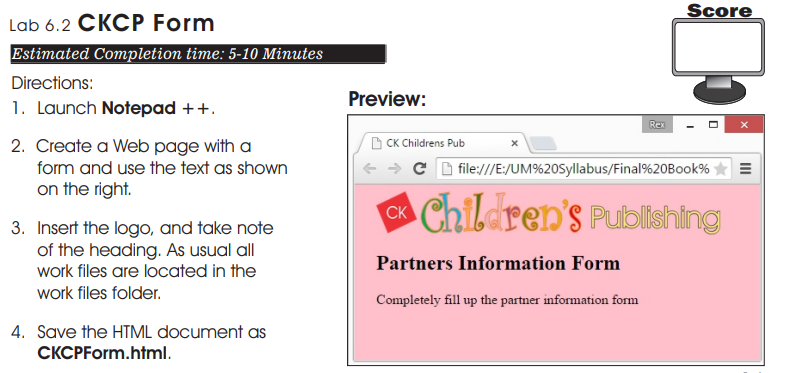 Lab 6.2 CKCP Form
Score
Estimated Completion time: 5-10 Minutes
Directions:
1. Launch Notepad ++.
2. Create a Web page with a
form and use the text as shown
on the right.
3. Insert the logo, and take note
of the heading. As usual all
work files are located in the
work files folder.
4. Save the HTML document as
CKCPForm.html.
Preview:
Rex
CK Childrens Pub
file:///E:/UM%20Syllabus/Final%20Book%
CK Children's Publishing
Partners Information Form
Completely fill up the partner information form